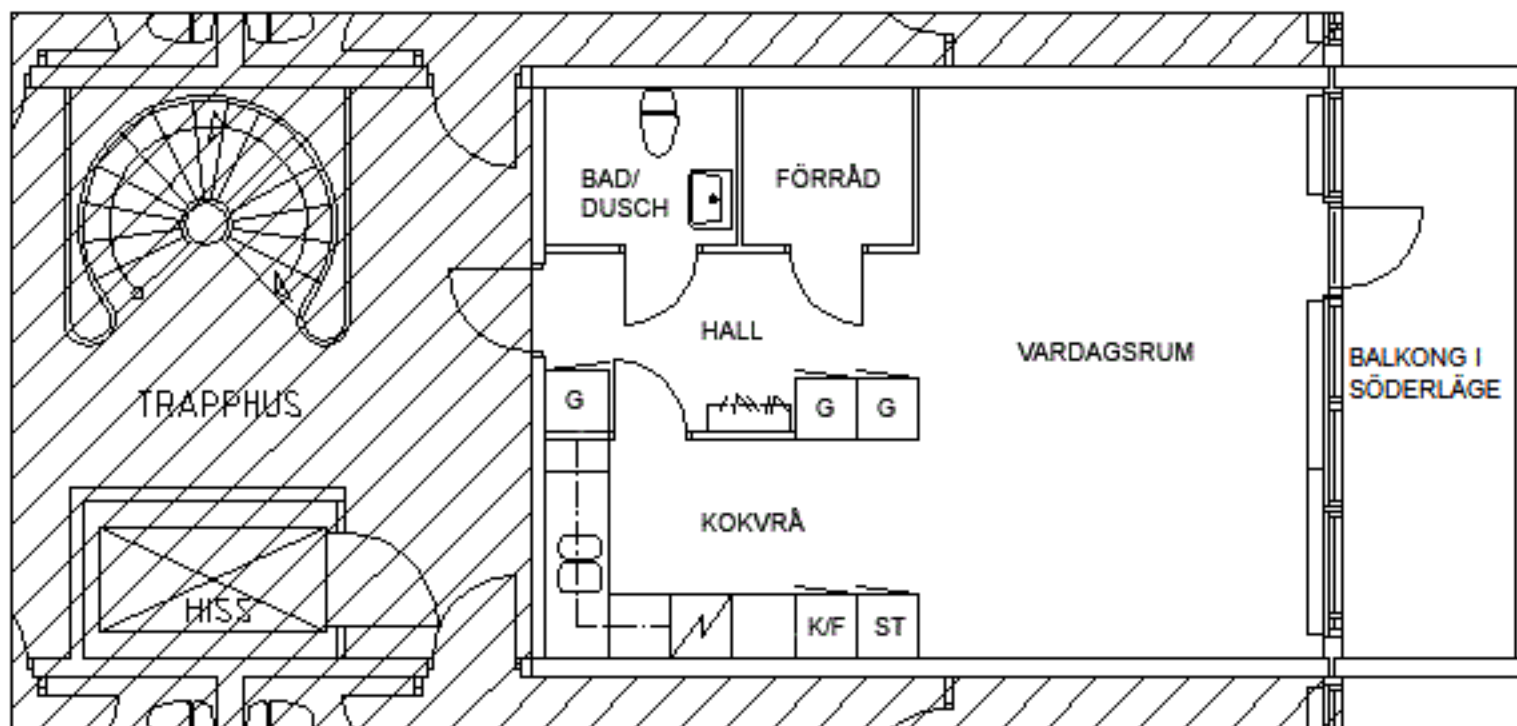 BAD/
DUSCH
FÖRRÅD
HALL
VARDAGSRUM
BALKONG I
SÖDERLÄGE
TRAPPHUS
G
G
G
KOKVRÅ
HISS
K/F
ST